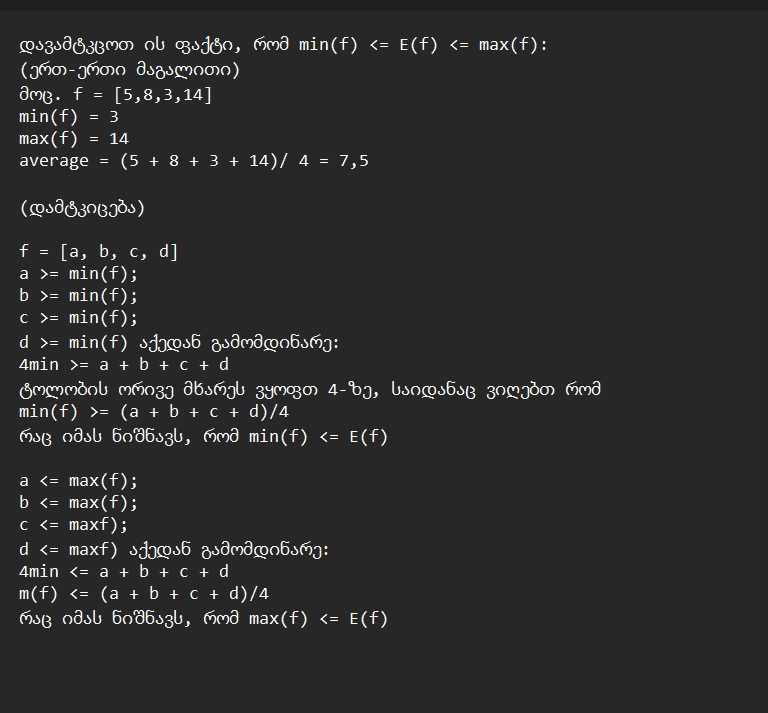 დავამტკცოთ ის ფაქტი, რომ min(f) <= E(f) <= max(f):
(ერთ-ერთი მაგალითი)
მოც. f = [5,8,3,14]
min(f) = 3
max(f) = 14
average = (5 + 8 + 3 + 14)/ 4 = 7,5
(დამტკიცება)
f = [a, b, c, d]
a >= min(f);
b >= min(f);
c >= min(f);
d >= min(f) აქედან გამომდინარე:
4min >= a + b + c + d
ტოლობის ორივე მხარეს ვყოფთ 4-ზე, საიდანაც ვიღებთ რომ
min(f) >= (a + b + c + d)/4
რაც იმას ნიშნავს, რომ min(f) <= E(f)
a <= max(f);
b <= max(f);
c <= maxf);
d <= maxf) აქედან გამომდინარე:
4min <= a + b + c + d
m(f) <= (a + b + c + d)/4
რაც იმას ნიშნავს, რომ max(f) <= E(f)